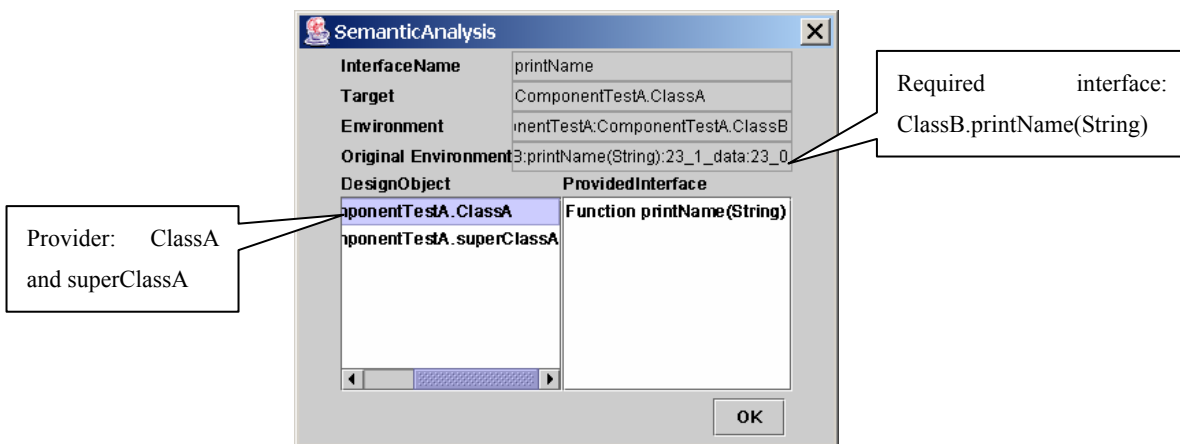 SemanticAnalysis
InterfaceName printName
Target ComponentTestA.ClassA
Environment nentTestA:ComponentTestA.ClassB
Original Environment B:printName(String):23_1_data:23_0
DesignObject ProvidedInterface
ponentTestA.ClassA Function printName(String)
ponentTestA.superClassA
OK
Required interface:
ClassB.printName(String)
Provider: ClassA
and superClassA